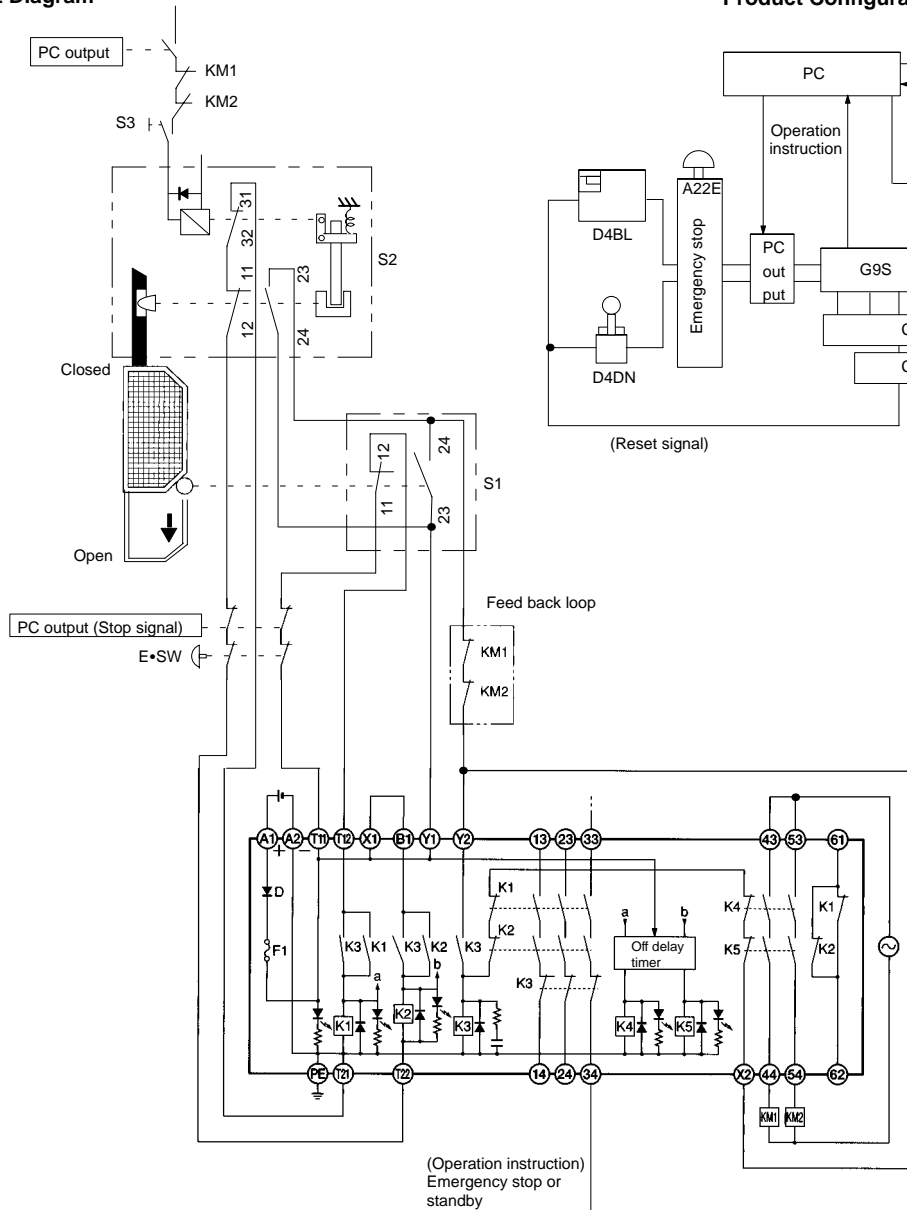 Diagram
Product Configura
PC output
KM1
KM2
S3
31
32
11
12
23
24
S2
Closed
Open
12
11
24
23
S1
PC output (Stop signal)
E•SW
Feed back loop
KM1
KM2
PC
Operation
instruction
A22E
Emergency stop
D4BL
D4DN
PC
out
put
G9S
(Reset signal)
A1
A2
T11
T12
X1
B1
Y1
Y2
13
23
33
43
53
61
+
−
D
F1
K3
K1
K3
K2
K3
K1
K2
K3
a
b
a
b
Off delay
timer
K4
K5
K1
K2
K1
K2
K3
K4
K5
PE
T21
T22
14
24
34
X2
44
54
62
KM1
KM2
(Operation instruction)
Emergency stop or
standby